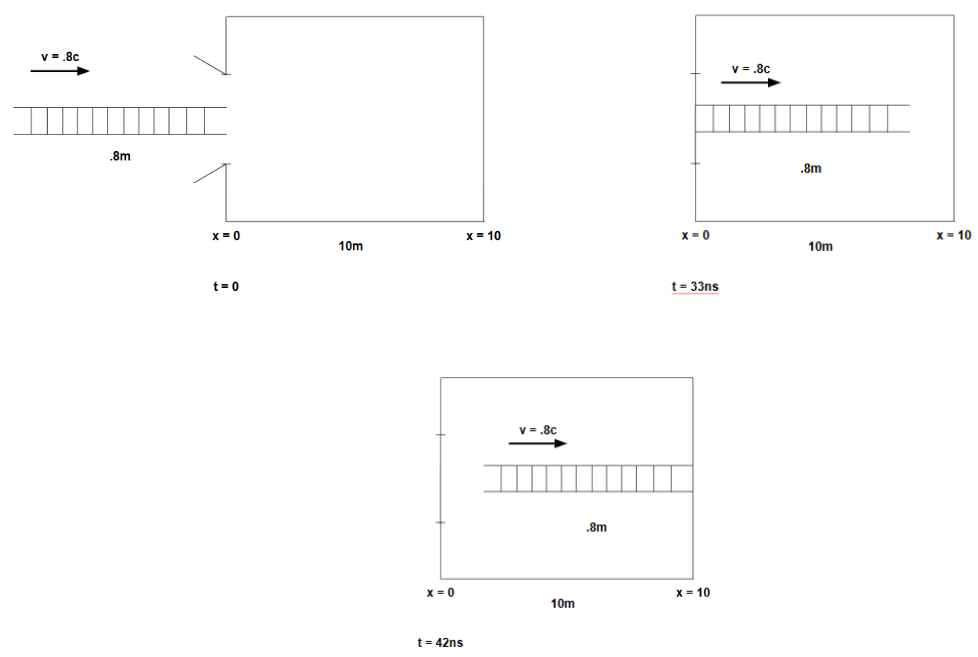 v = .8c
.8m
x = 0
10m
x = 10
t = 0
v = .8c
.8m
x = 0
10m
x = 10
t = 33ns
v = .8c
.8m
x = 0
10m
x = 10
t = 42ns